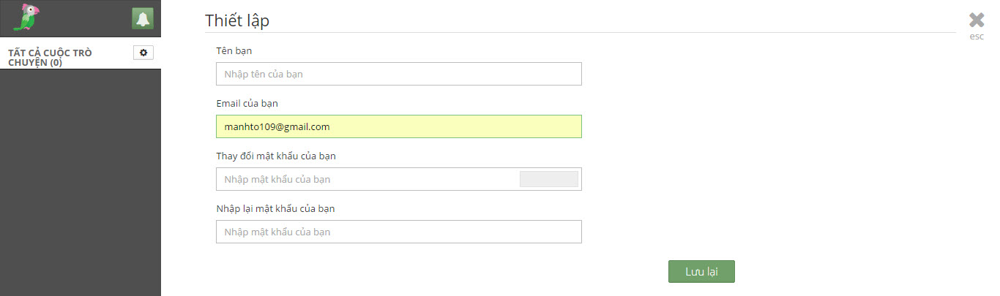 TẤT CẢ CUỘC TRÒ
CHUYỆN (0)
Thiết lập
esc
Tên bạn
Nhập tên của bạn
Email của bạn
manhto109@gmail.com
Thay đổi mật khẩu của bạn
Nhập mật khẩu của bạn
Nhập lại mật khẩu của bạn
Nhập mật khẩu của bạn
Lưu lại